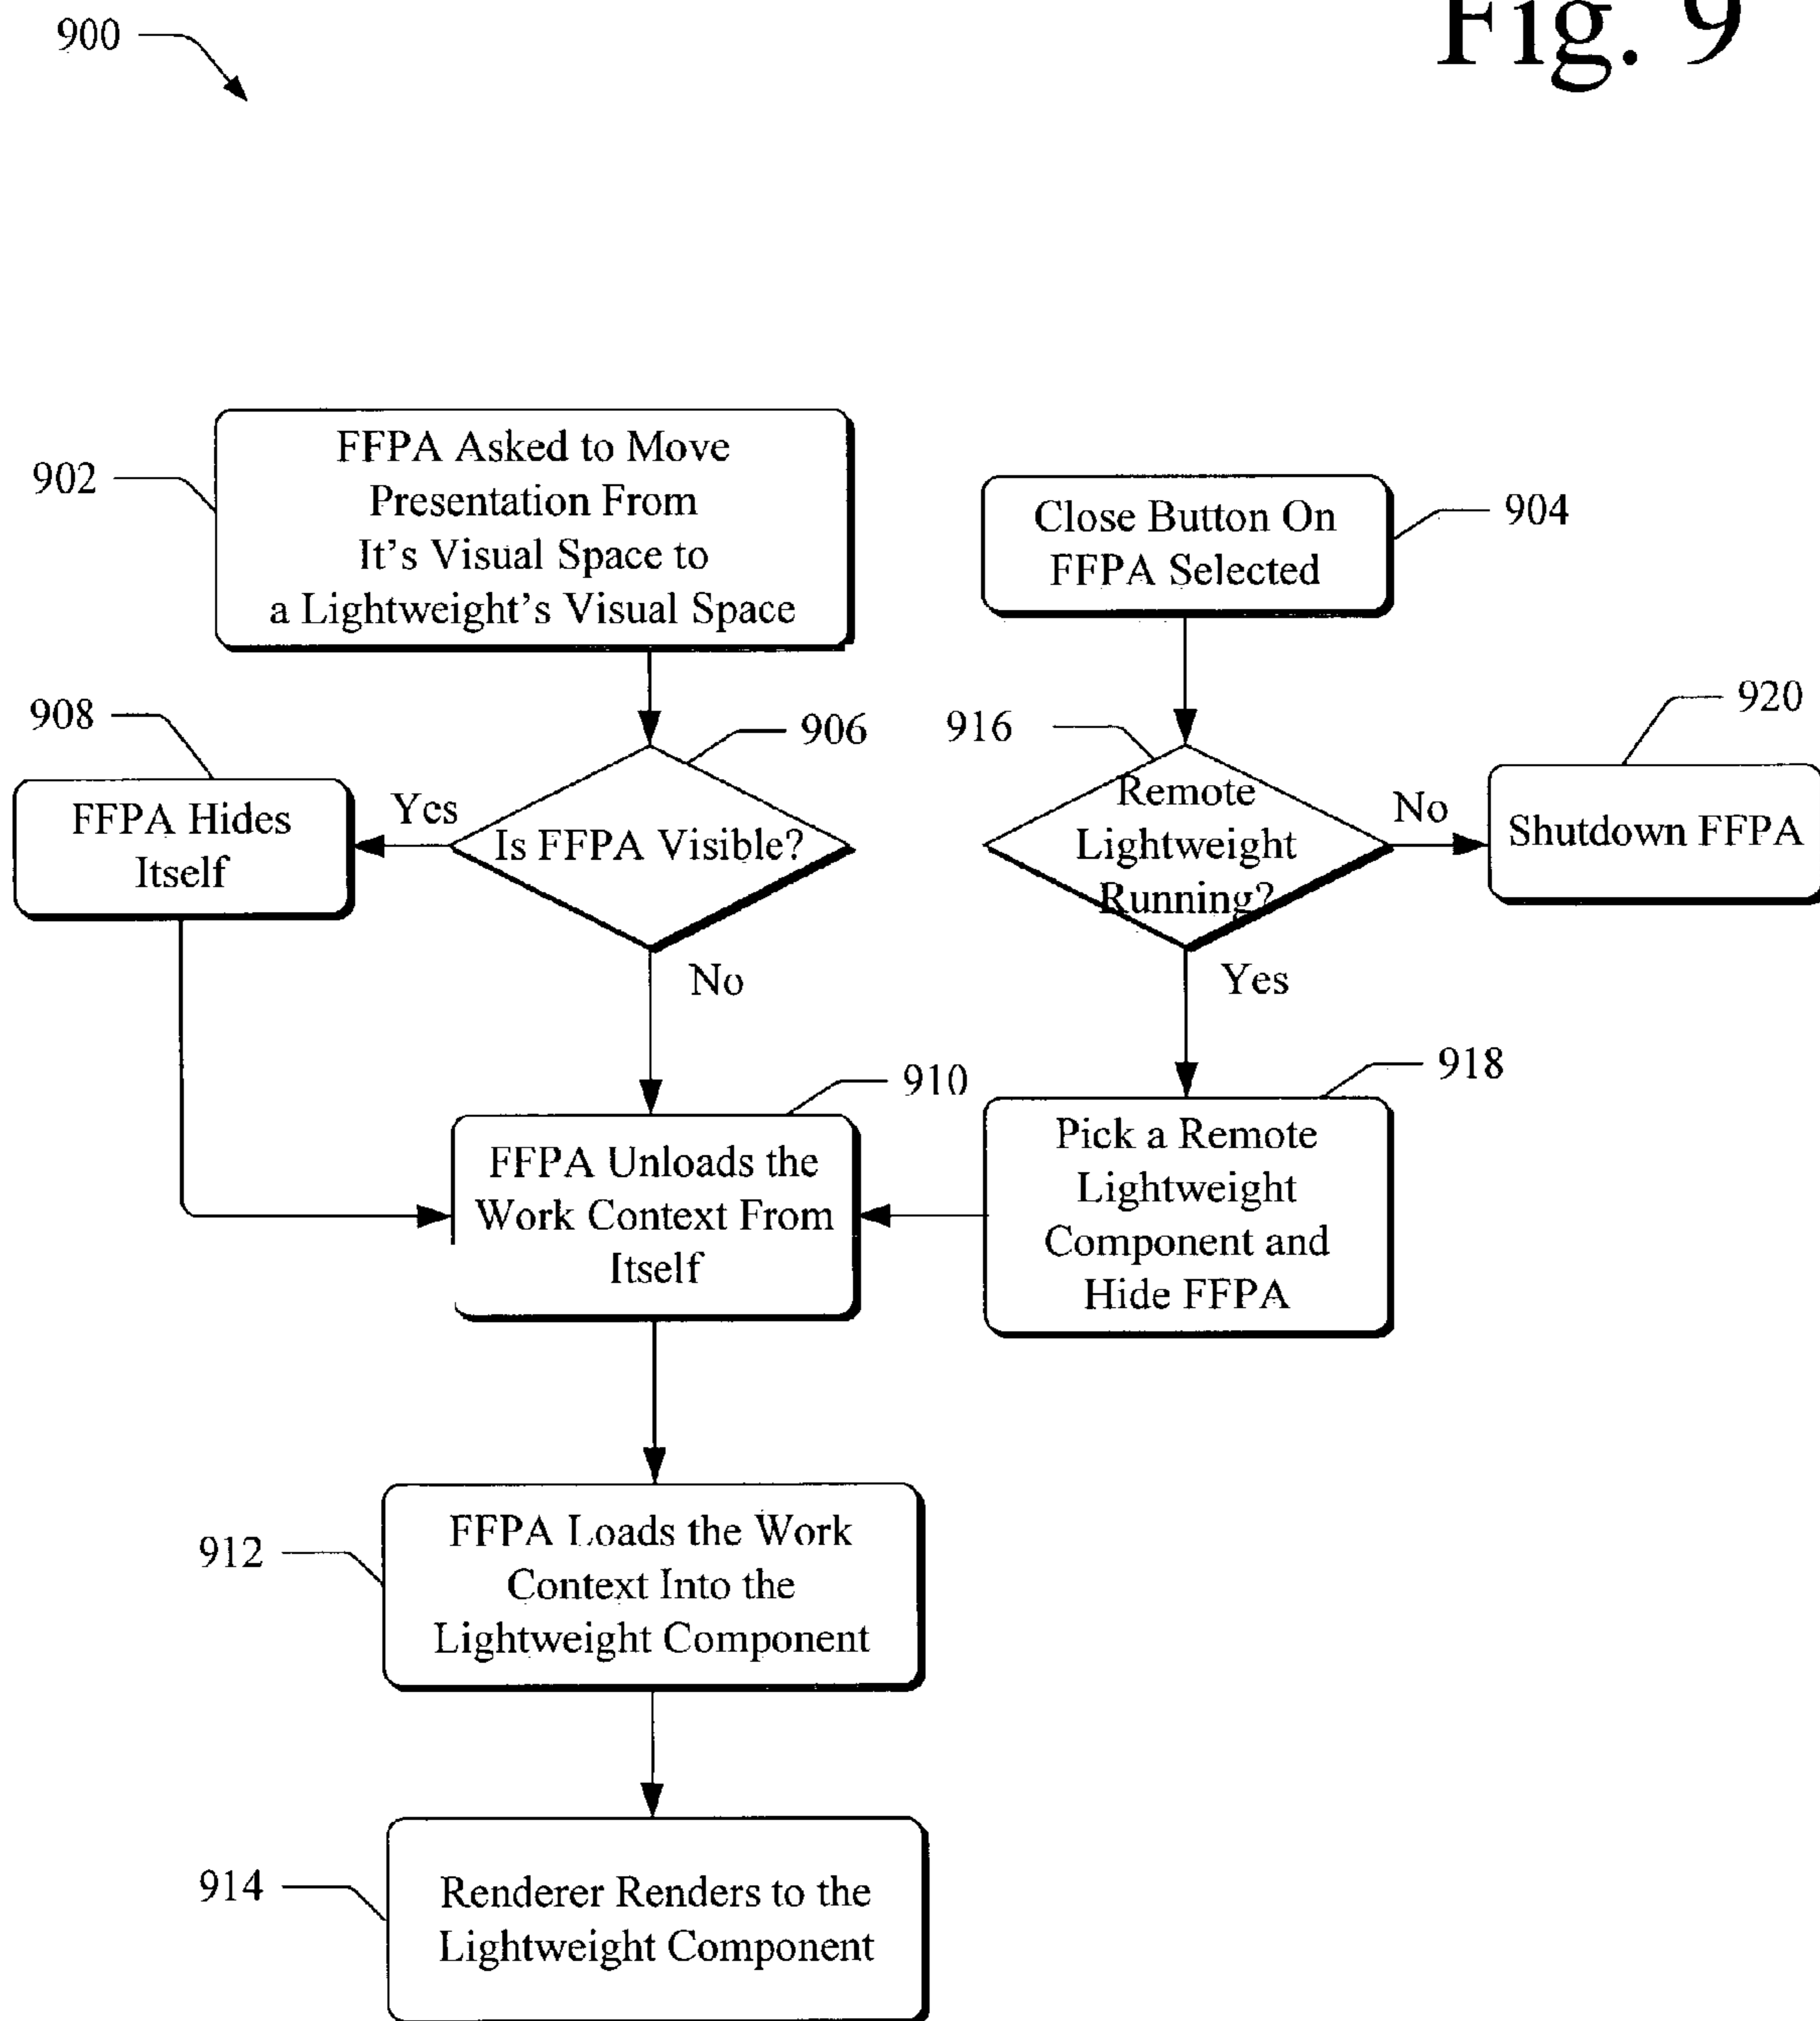 900
Fig. 9
902
FFPA Asked to Move
Presentation From
It's Visual Space to
a Lightweight's Visual Space
Close Button On
FFPA Selected
904
908
906
916
920
FFPA Hides
Itself
Yes
Is FFPA Visible?
No
Remote
Lightweight
Running?
No
Yes
Shutdown FFPA
910
FFPA Unloads the
Work Context From
Itself
918
Pick a Remote
Lightweight
Component and
Hide FFPA
912
FFPA Loads the Work
Context Into the
Lightweight Component
914
Renderer Renders to the
Lightweight Component